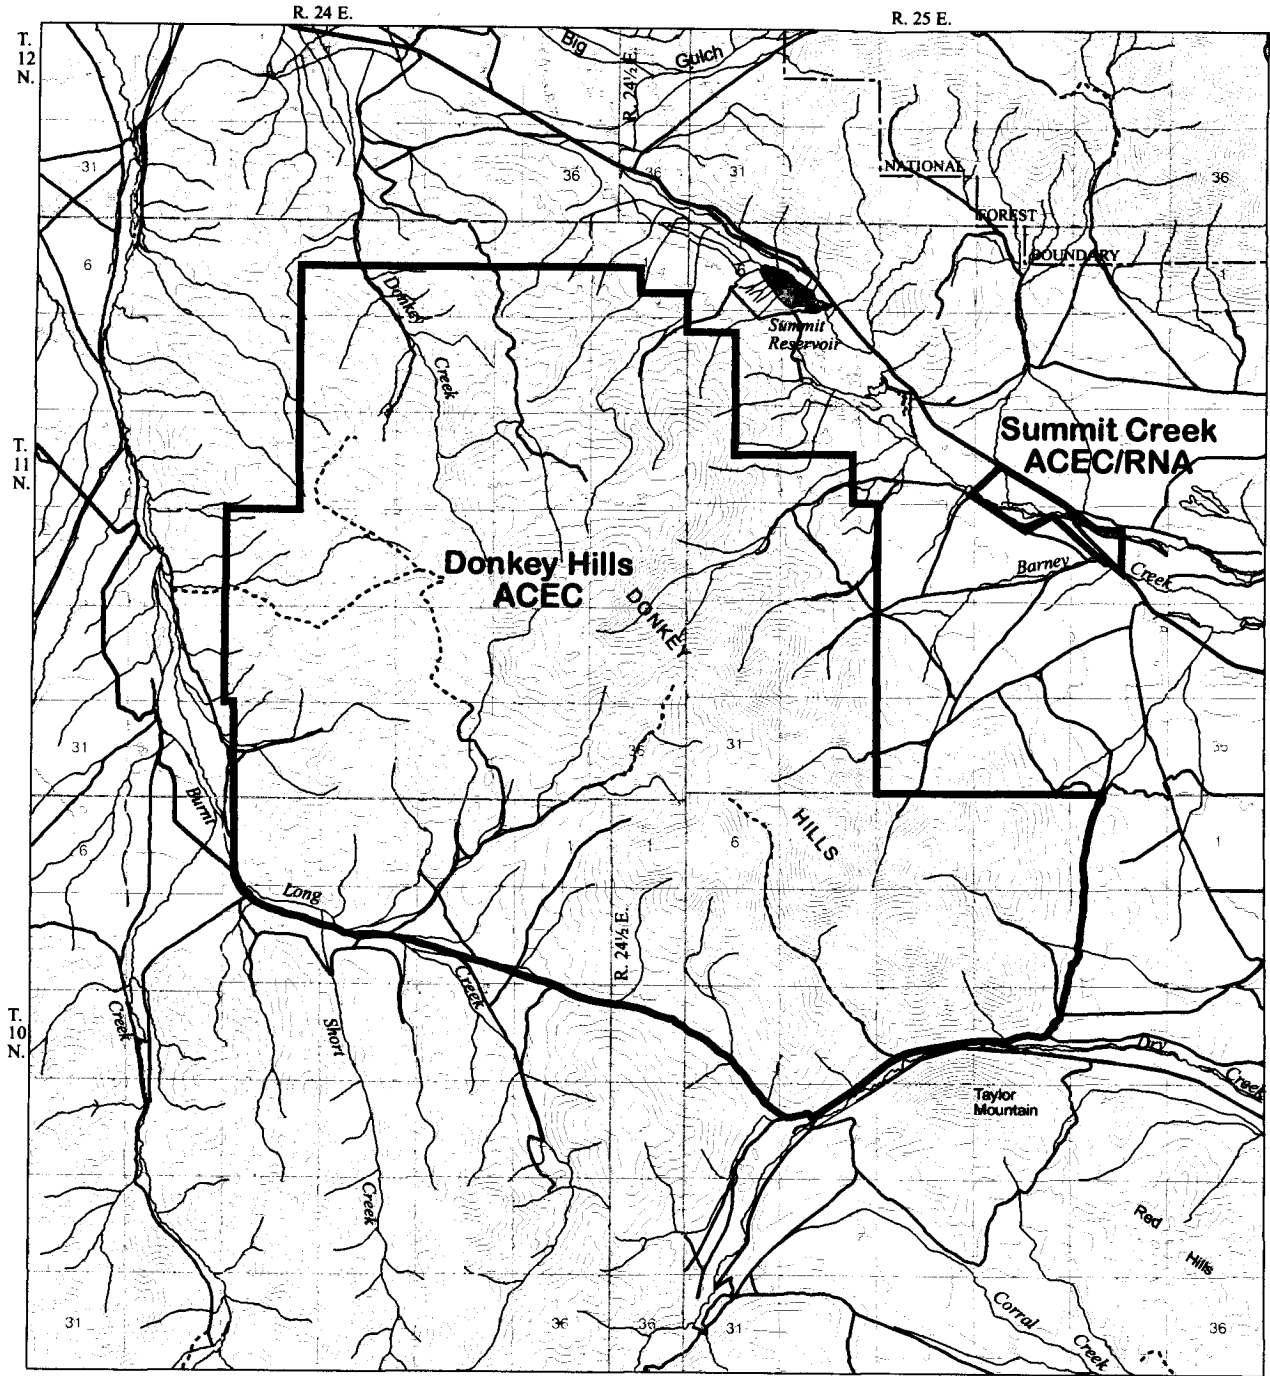 R. 24 E.
R. 25 E.
T.
12
N.
Big
Gulch
R. 24½ E.
31
36
36
31
NATIONAL
36
FOREST
BOUNDARY
6
6
1
Donkey
Creek
Summit
Reservoir
Summit Creek
ACEC/RNA
T.
11
N.
Donkey Hills
ACEC
Barney
Creek
DONKEY
31
36
31
35
Burnt
HILLS
6
1
1
6
1
Long
R. 24½ E.
Creek
T.
10
N.
Creek
Short
Dry
Creek
Taylor
Mountain
Creek
Red
Hills
Corral
Creek
31
36
36
31
36